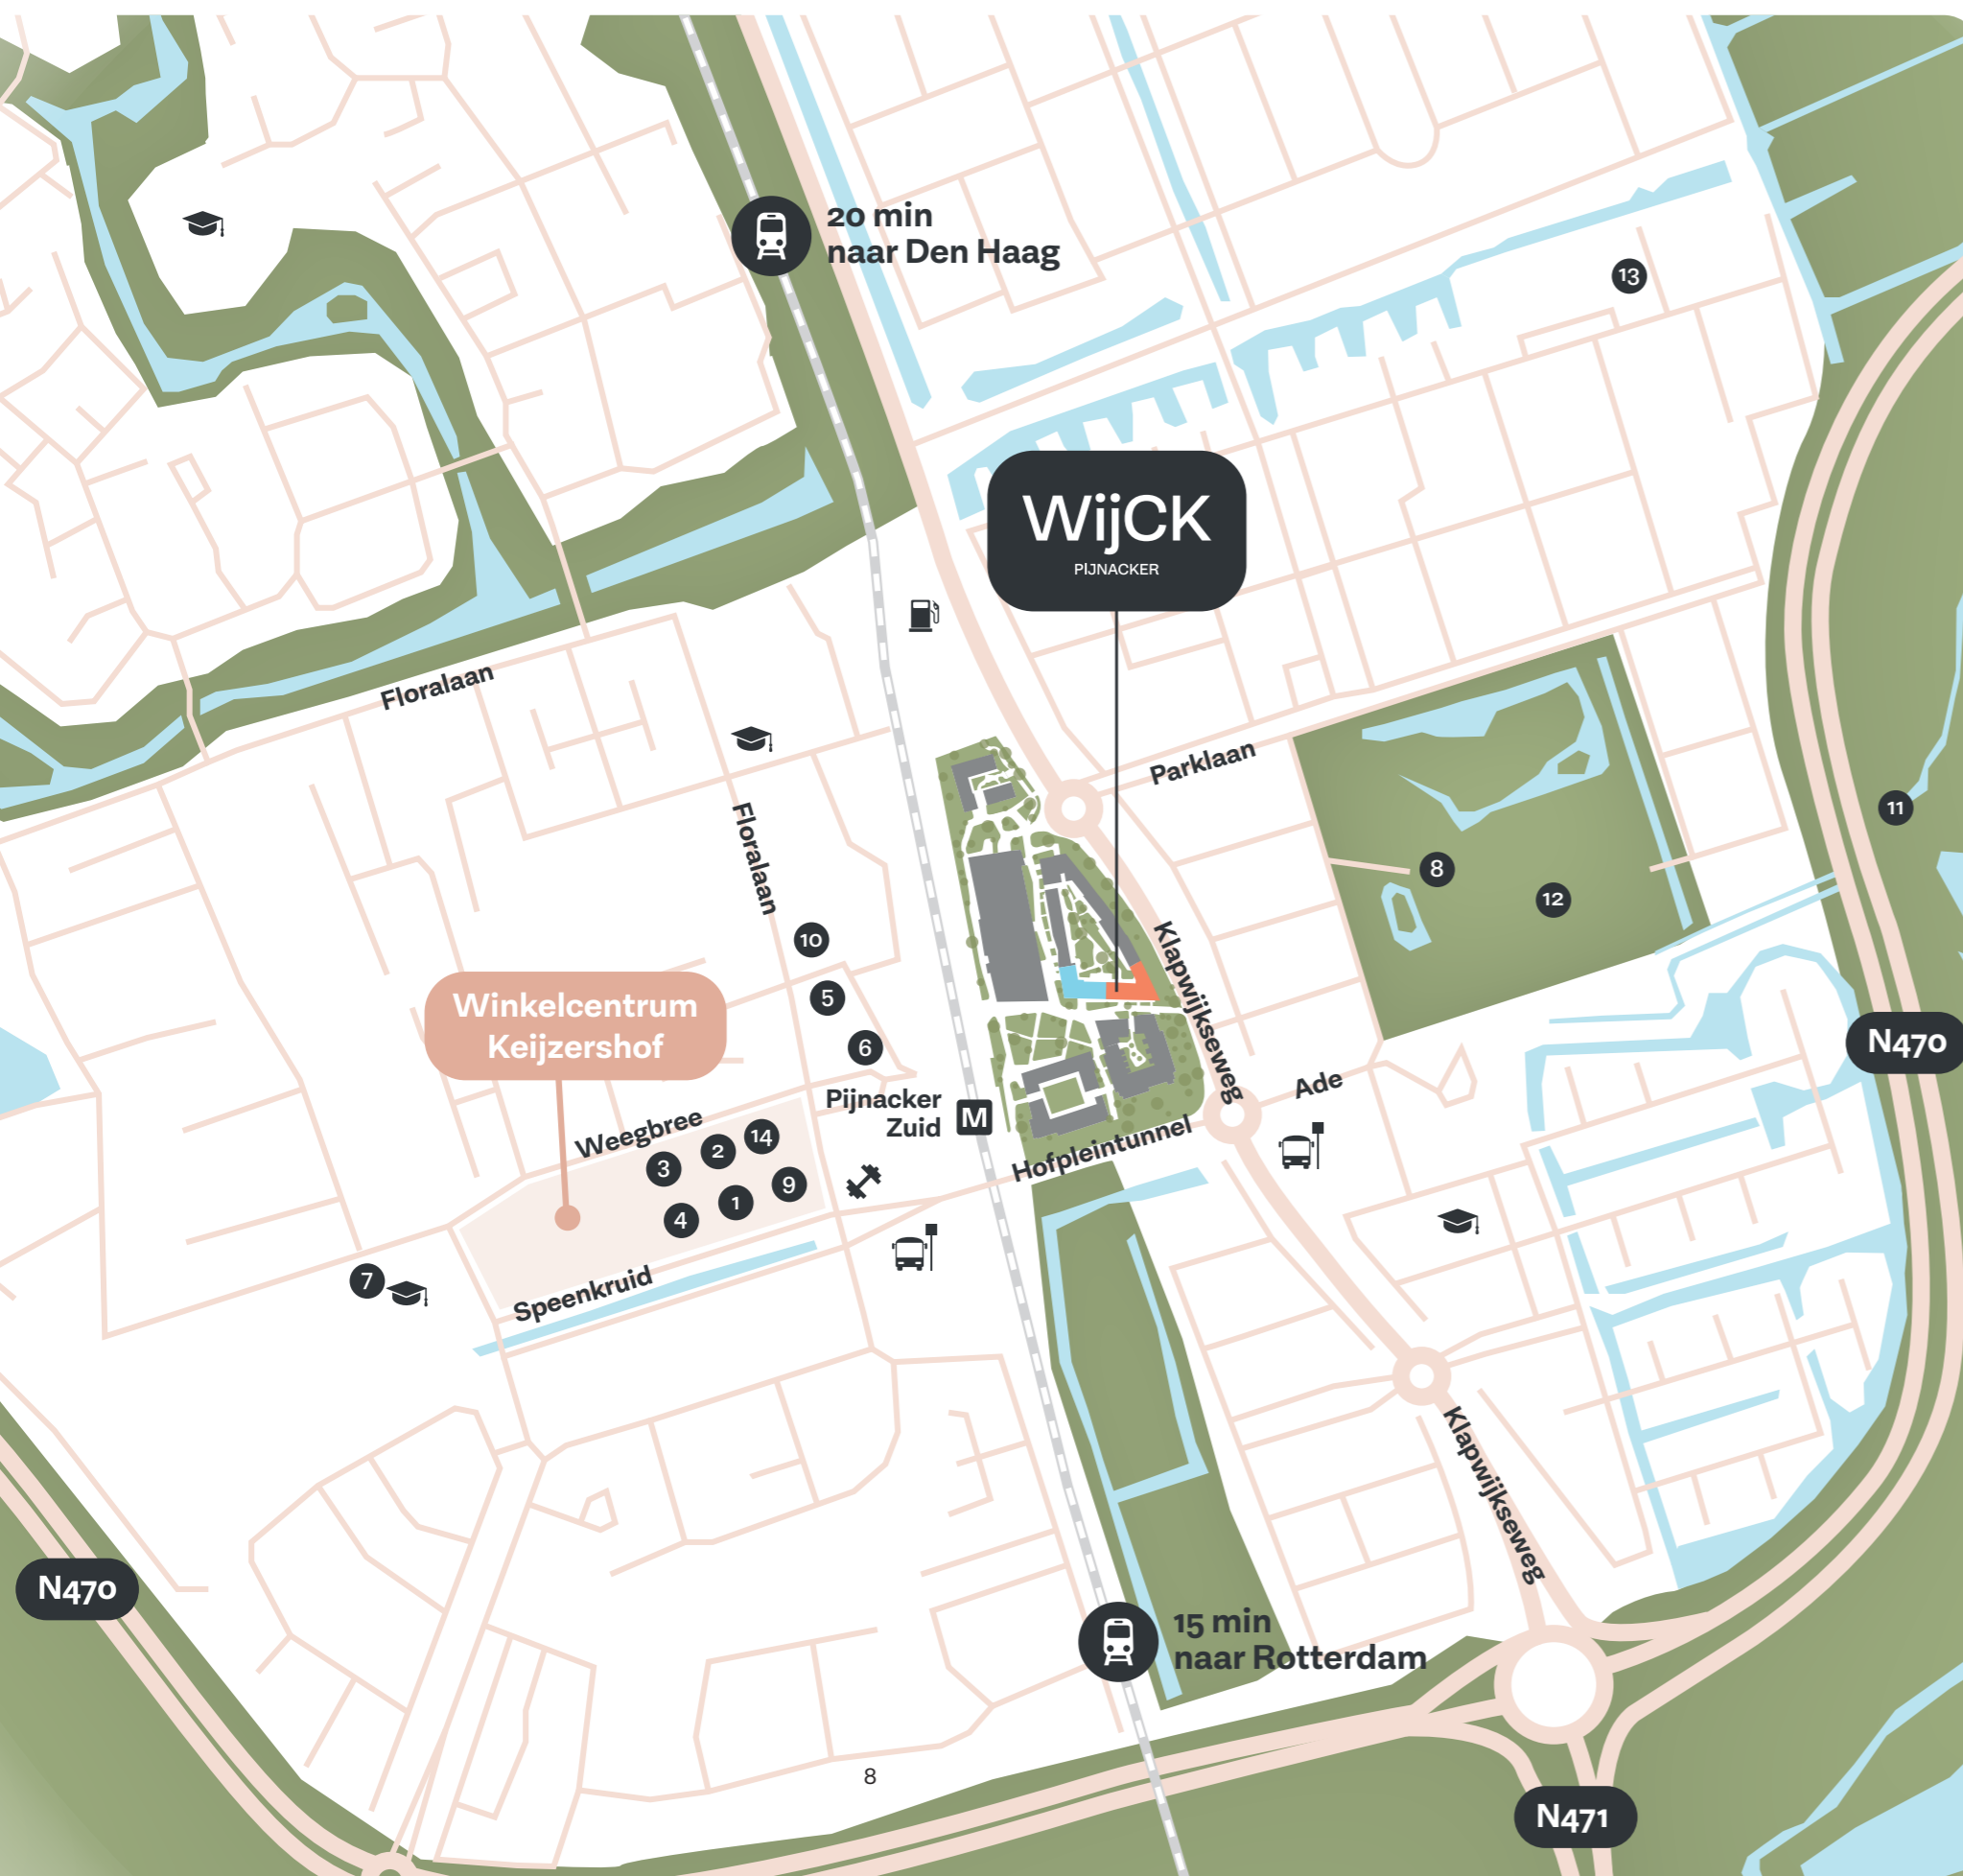 20 min
naar Den Haag
13
WijCK
PIJNACKER
Floralaan
Parklaan
Floralaan
11
8
12
10
Klapwijkseweg
5
Winkelcentrum
Keijzershof
6
N470
Pijnacker
Zuid
M
Ade
Weegbree
Hofpleintunnel
14
2
3
9
1
4
7
Speenkruid
Klapwijkseweg
N470
15 min
naar Rotterdam
8
N471